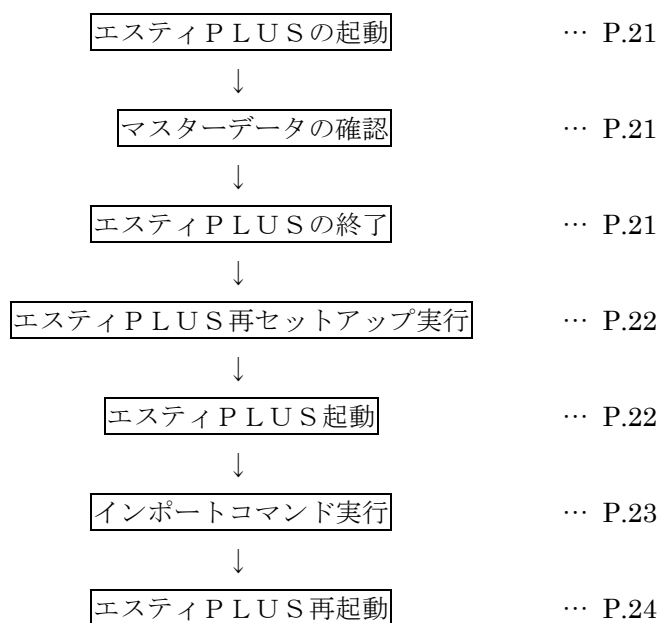 エスティＰＬＵＳの起動 … P.21
↓
マスターデータの確認 … P.21
↓
エスティＰＬＵＳの終了 … P.21
↓
エスティＰＬＵＳ再セットアップ実行 … P.22
↓
エスティＰＬＵＳ起動 … P.22
↓
インポートコマンド実行 … P.23
↓
エスティＰＬＵＳ再起動 … P.24